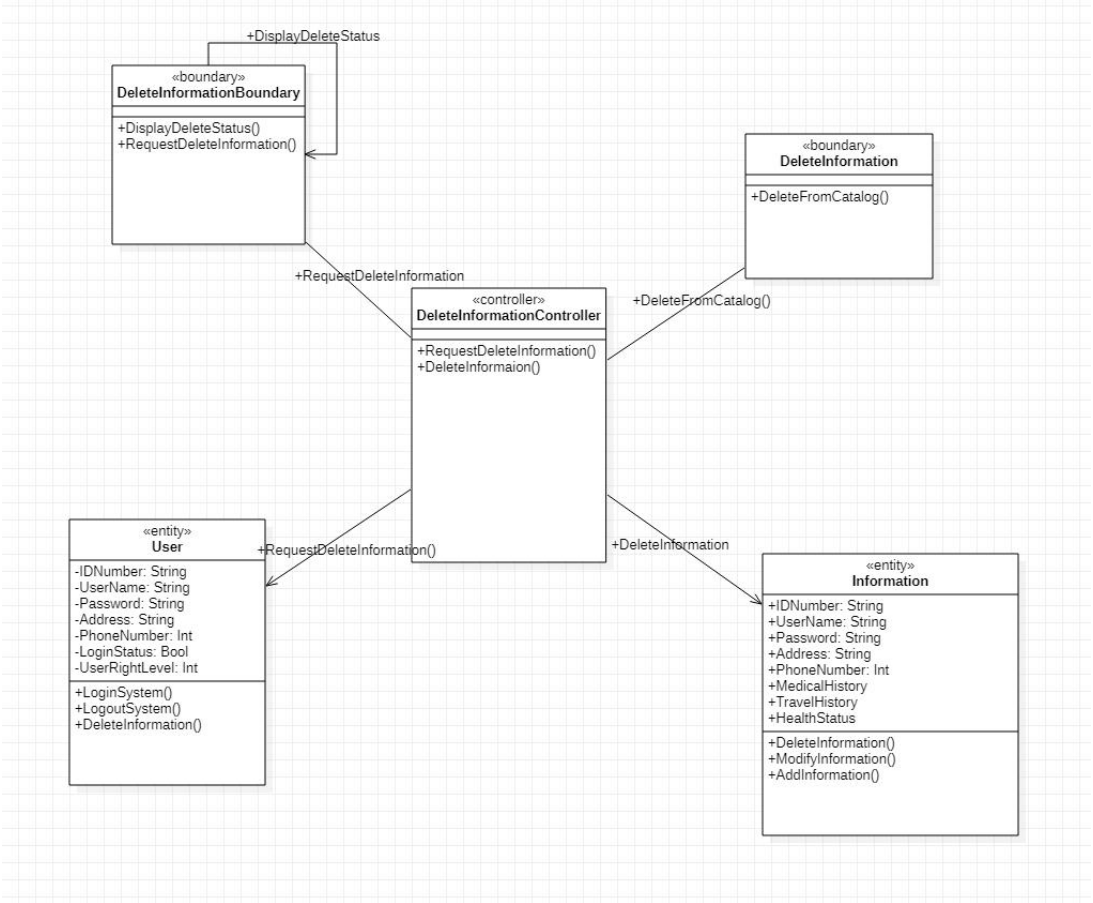 +DisplayDeleteStatus
«boundary»
DeleteInformationBoundary
+DisplayDeleteStatus()
+RequestDeleteInformation()
«boundary»
DeleteInformation
+DeleteFromCatalog()
+RequestDeleteInformation
+DeleteFromCatalog()
«controller»
DeleteInformationController
+RequestDeleteInformation()
+DeleteInformaion()
+RequestDeleteInformation()
+DeleteInformation
«entity»
User
-IDNumber: String
-UserName: String
-Password: String
-Address: String
-PhoneNumber: Int
-LoginStatus: Bool
-UserRightLevel: Int
+LoginSystem()
+LogoutSystem()
+DeleteInformation()
«entity»
Information
+IDNumber: String
+UserName: String
+Password: String
+Address: String
+PhoneNumber: Int
+MedicalHistory
+TravelHistory
+HealthStatus
+DeleteInformation()
+ModifyInformation()
+AddInformation()